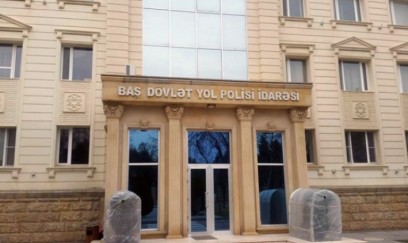 BAŞ DÖVLƏT YOL POLİSİ İDARƏSİ